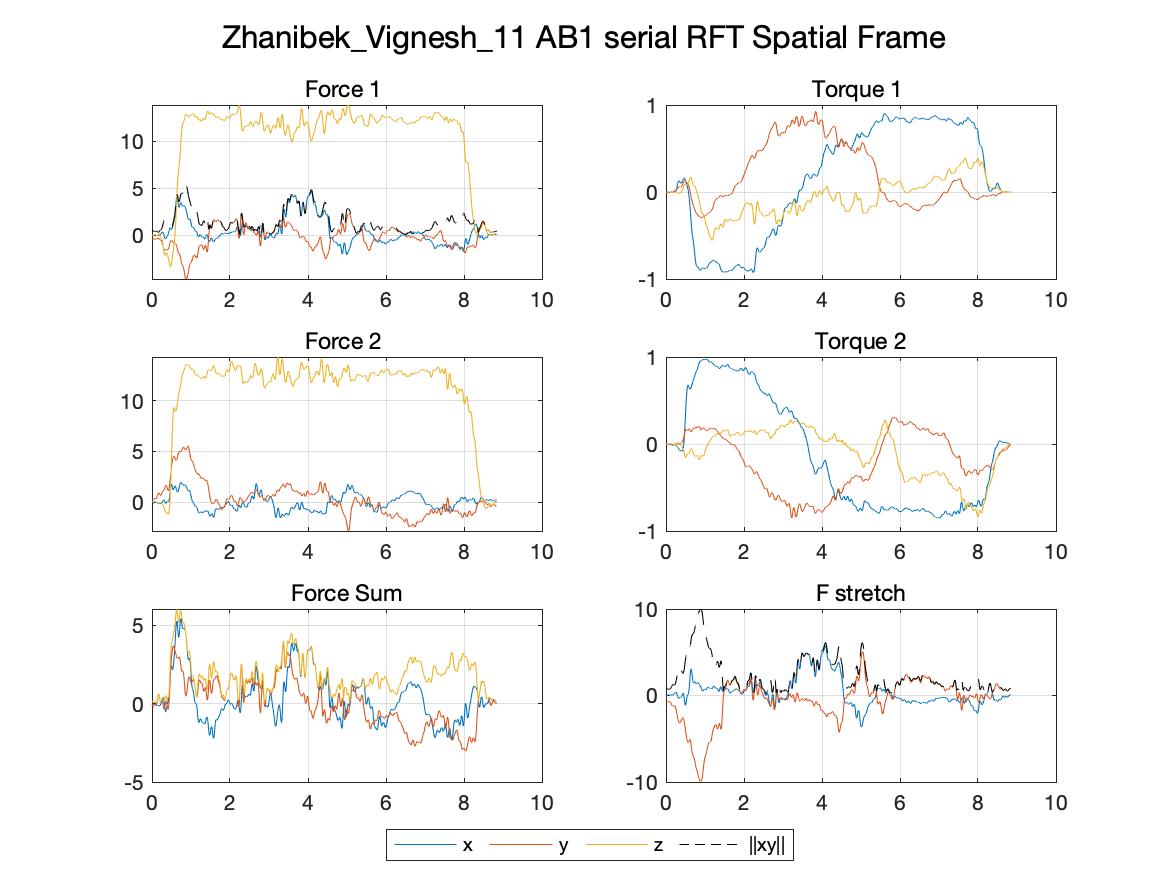 Zhanibek_Vignesh_11 AB1 serial RFT Spatial Frame
Force 1
10
5
0
0 2 4 6 8 10
Torque 1
1
0
-1
0 2 4 6 8 10
Force 2
10
5
0
0 2 4 6 8 10
Torque 2
1
0
-1
0 2 4 6 8 10
Force Sum
5
0
-5
0 2 4 6 8 10
F stretch
10
0
-10
0 2 4 6 8 10
x y z ||xy||